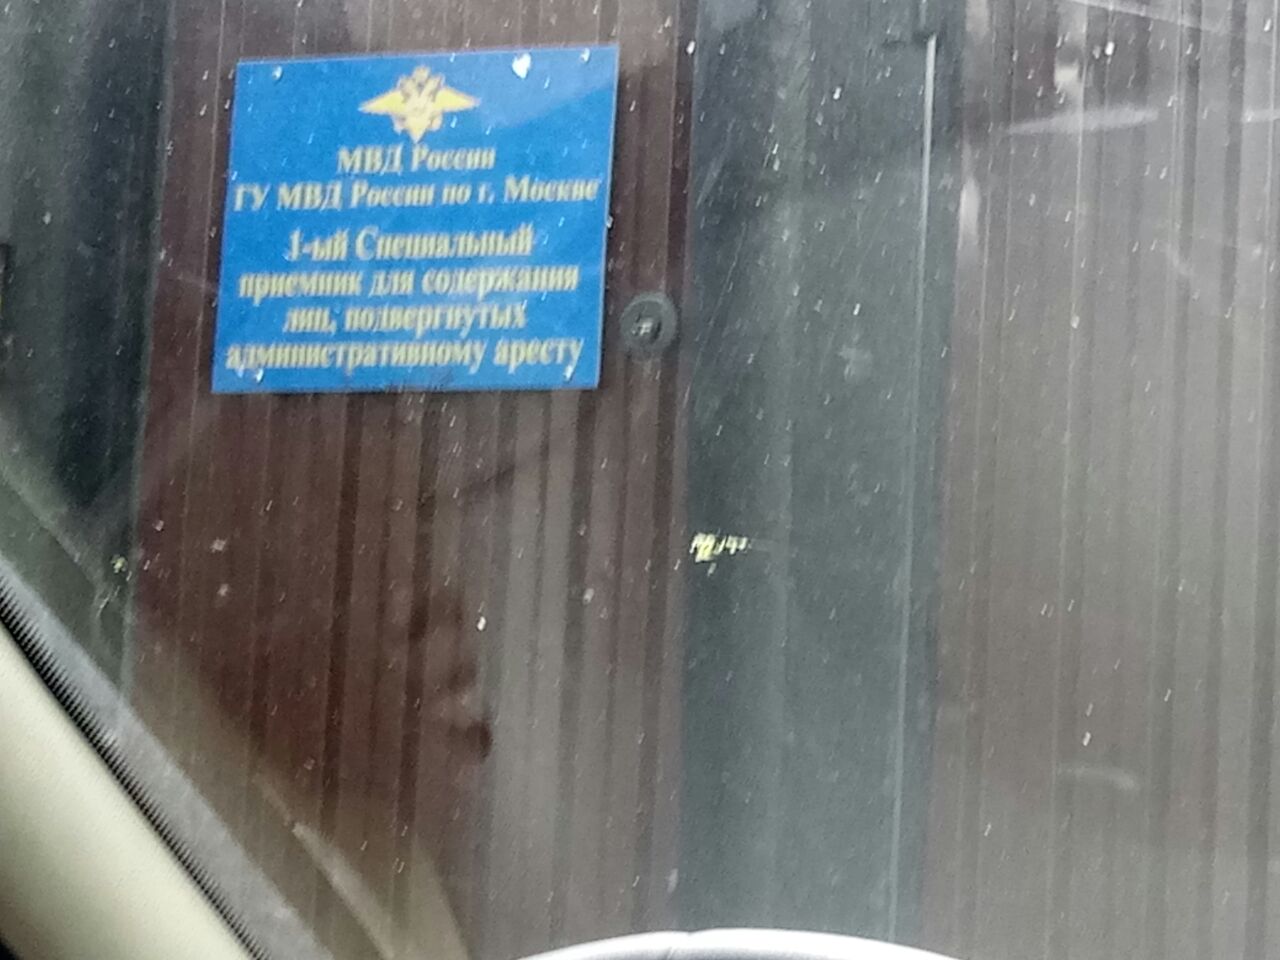 МВД России
ГУ МВД России по г. Москве
1-ый Специальный
приемник для содержания
лиц, подвергнутых
административному аресту